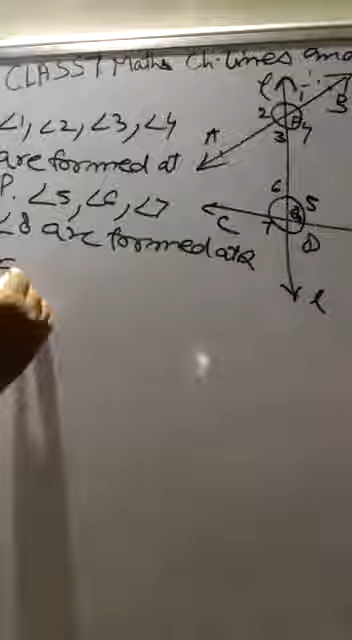 CLASS 7 Maths Ch. lines and
∠1, ∠2, ∠3, ∠4
are formed at
P. ∠5, ∠6, ∠7
∠8 are formed at Q
l
1
B
2
P
4
3
A
6
5
Q
C
7
D
l